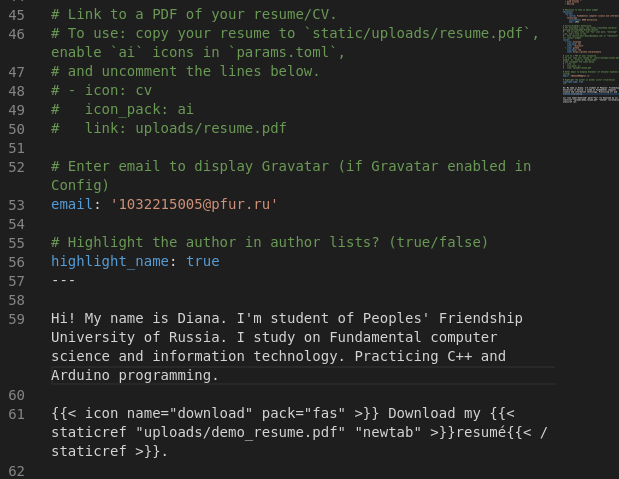 45 # Link to a PDF of your resume/CV.
46 # To use: copy your resume to `static/uploads/resume.pdf`,
enable `ai` icons in `params.toml`,
47 # and uncomment the lines below.
48 # - icon: cv
49 #   icon_pack: ai
50 #   link: uploads/resume.pdf
51
52 # Enter email to display Gravatar (if Gravatar enabled in
Config)
53 email: '1032215005@pfur.ru'
54
55 # Highlight the author in author lists? (true/false)
56 highlight_name: true
57 ---
58
59 Hi! My name is Diana. I'm student of Peoples' Friendship
University of Russia. I study on Fundamental computer
science and information technology. Practicing C++ and
Arduino programming.
60
61 {{< icon name="download" pack="fas" >}} Download my {{<
staticref "uploads/demo_resume.pdf" "newtab" >}}resumé{{< /
staticref >}}.
62